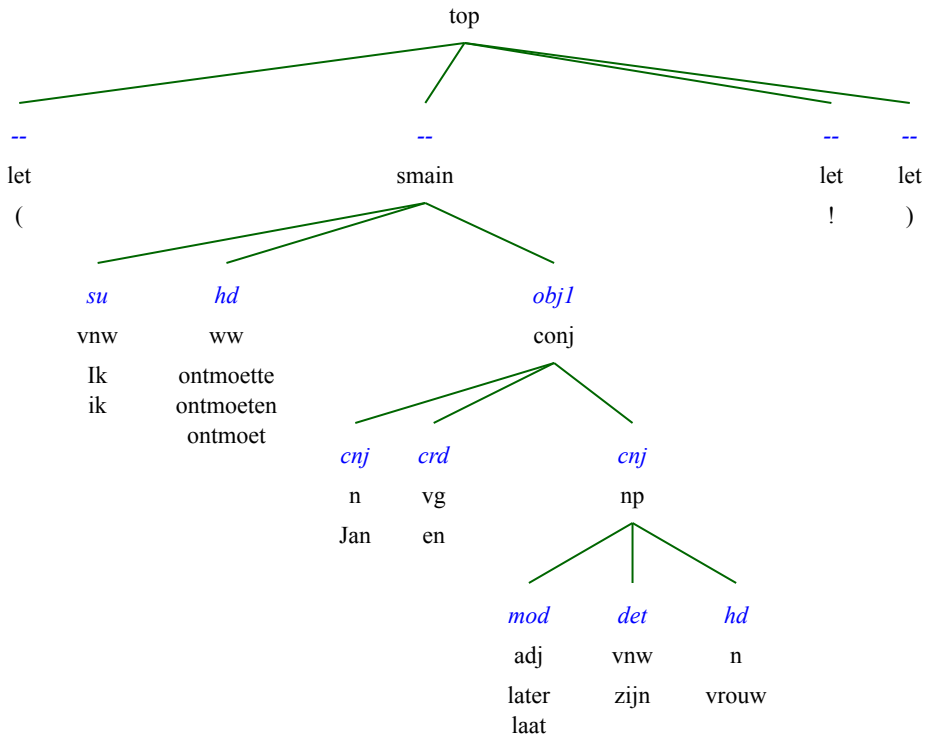 top
-- -- -- --
let smain let let
( ! )
su hd obj1
vnw ww conj
Ik ontmoette
ik ontmoeten
ontmoet
cnj crd cnj
n vg np
Jan en
mod det hd
adj vnw n
later zijn vrouw
laat